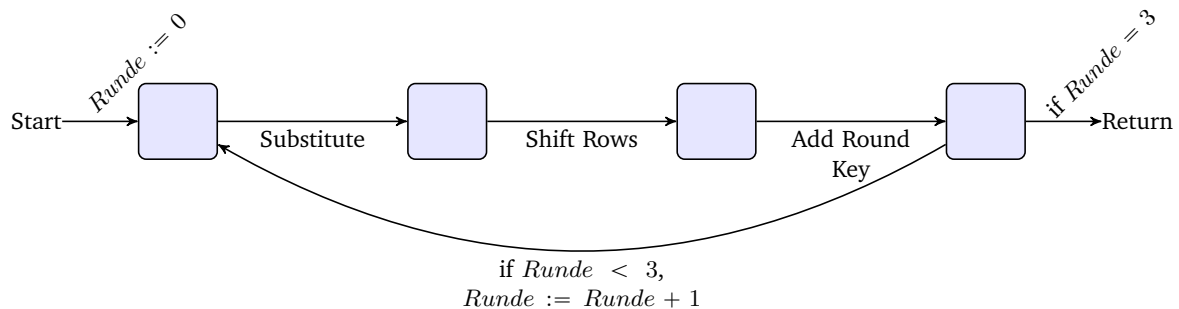 Runde := 0
if Runde = 3
Start
Return
Substitute
Shift Rows
Add Round
Key
if Runde < 3,
Runde := Runde + 1